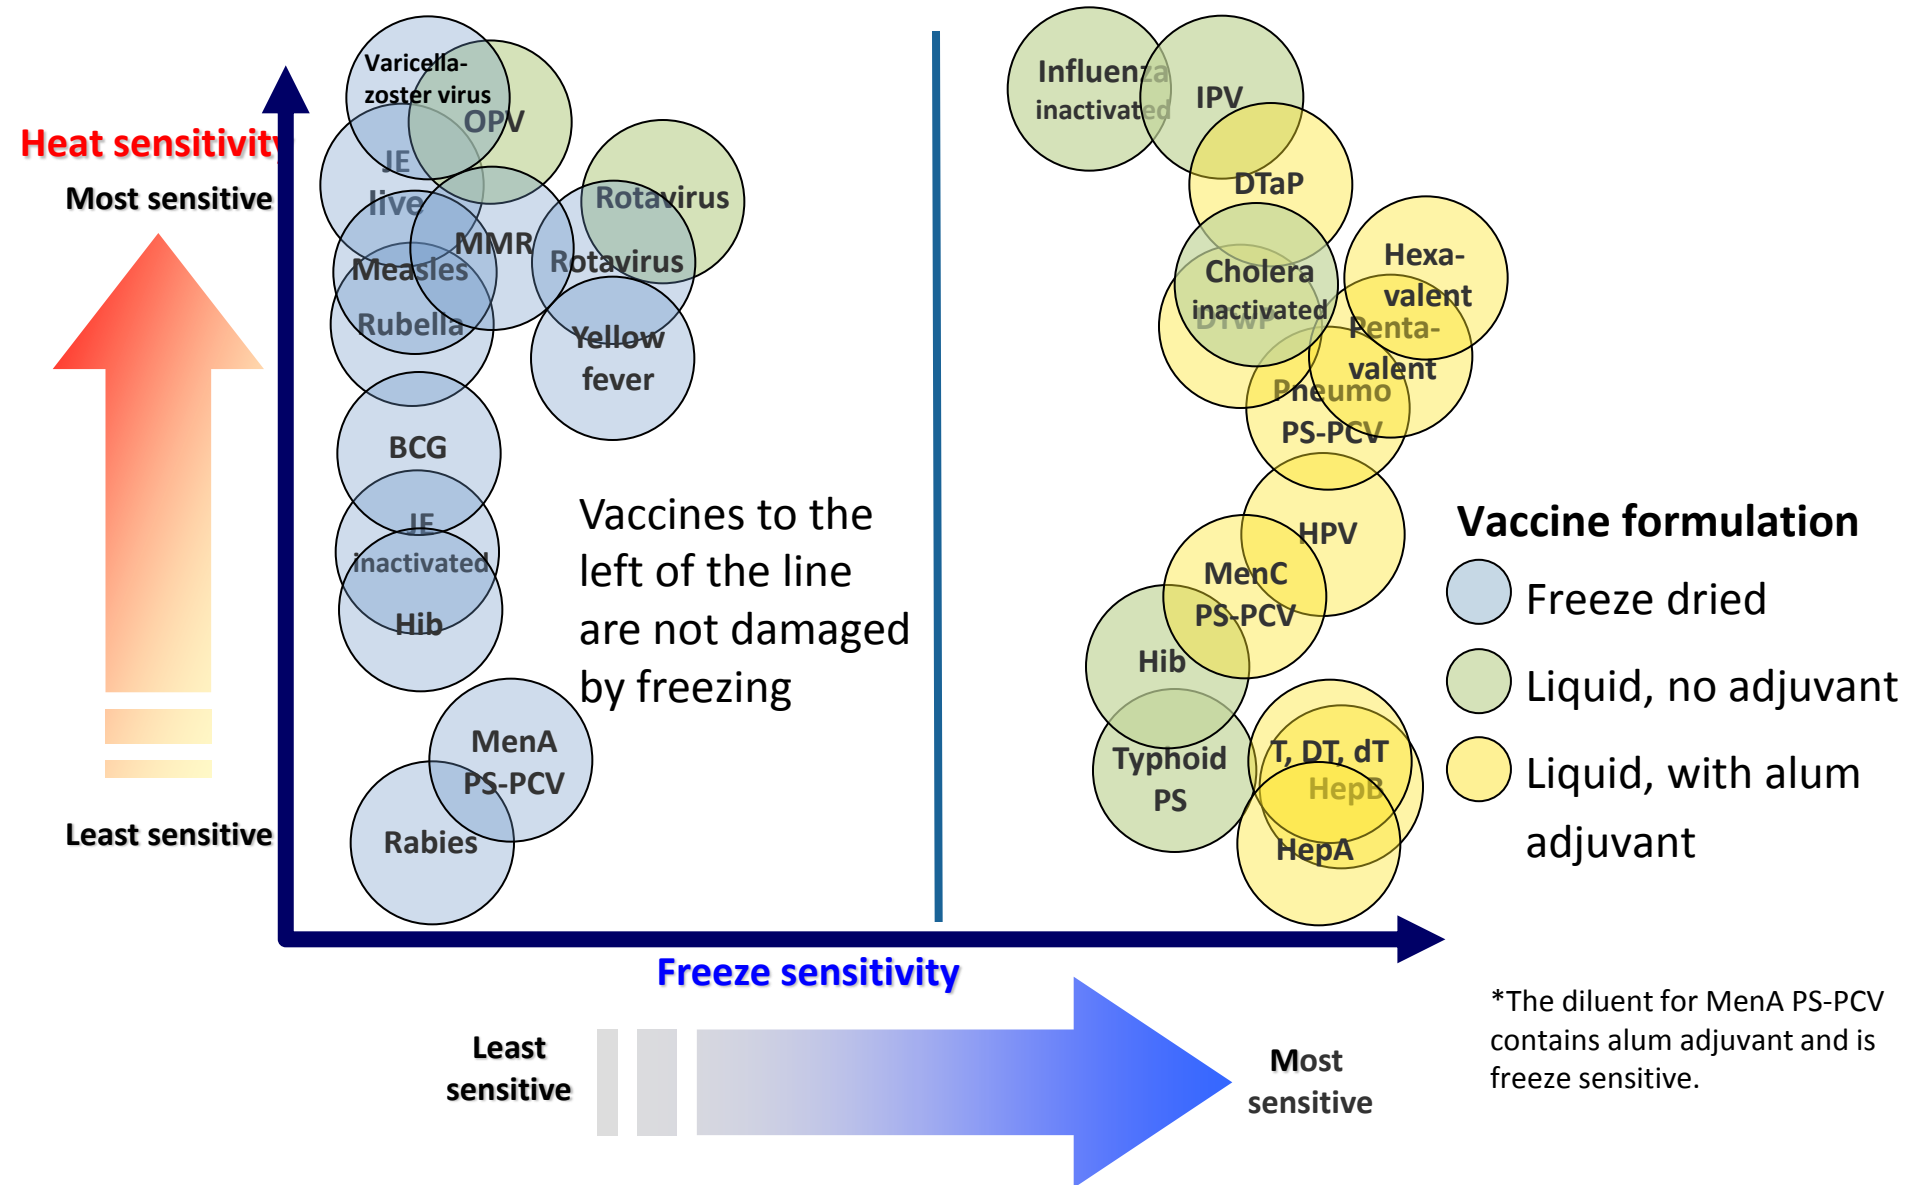 Heat sensitivity
Most sensitive
Least sensitive
Varicella-
zoster virus
OPV
JE
live
Rotavirus
MMR
Rotavirus
Measles
Rubella
Yellow
fever
BCG
JE
inactivated
Hib
MenA
PS-PCV
Rabies
Vaccines to the
left of the line
are not damaged
by freezing
Influenza
inactivated
IPV
DTaP
Cholera
inactivated
DTwP
Hexa-
valent
Penta-
valent
Pneumo
PS-PCV
HPV
MenC
PS-PCV
Hib
Typhoid
PS
T, DT, dT
HepB
HepA
Vaccine formulation
Freeze dried
Liquid, no adjuvant
Liquid, with alum
adjuvant
Freeze sensitivity
Least
sensitive
Most
sensitive
*The diluent for MenA PS-PCV
contains alum adjuvant and is
freeze sensitive.